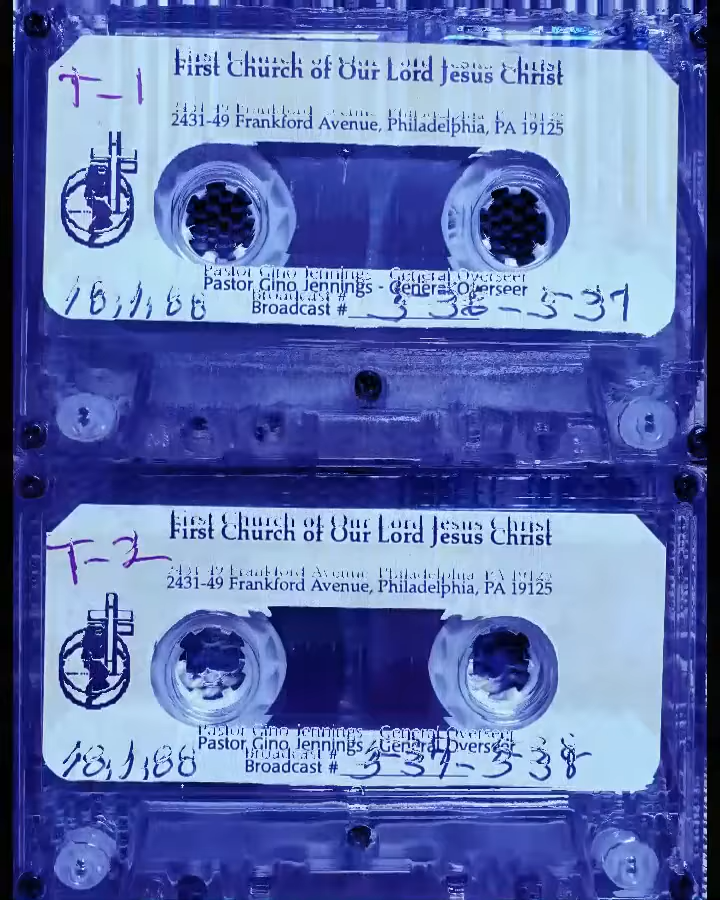 T-1
First Church of Our Lord Jesus Christ
2431-49 Frankford Avenue, Philadelphia, PA 19125
Pastor Gino Jennings - General Overseer
18,1,88
Broadcast # 536-537
T-2
First Church of Our Lord Jesus Christ
2431-49 Frankford Avenue, Philadelphia, PA 19125
Pastor Gino Jennings - General Overseer
18,1,88
Broadcast # 537-538